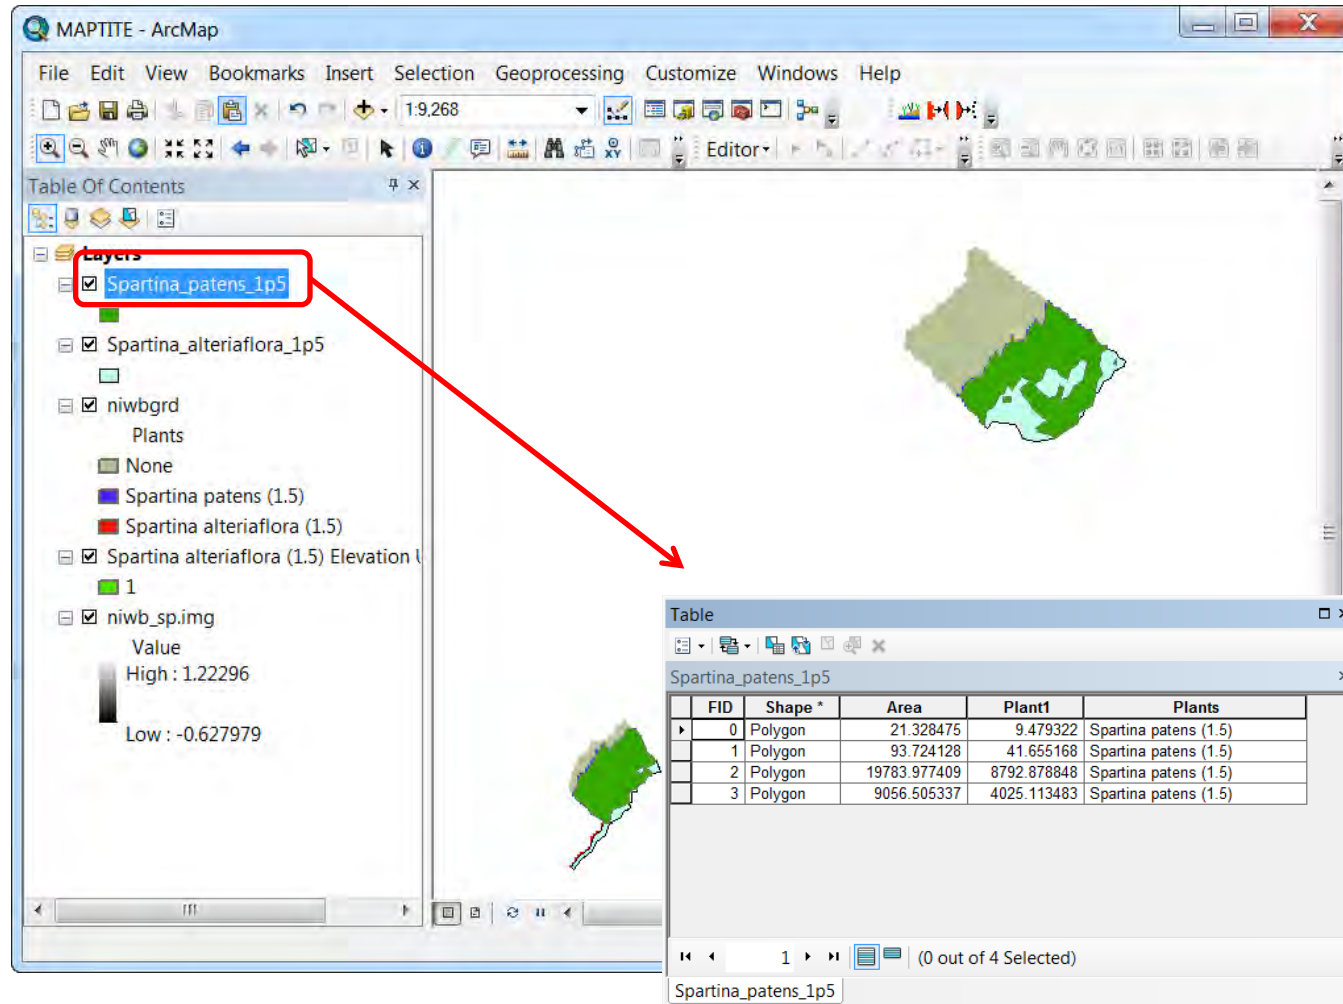 MAPTITE - ArcMap
File Edit View Bookmarks Insert Selection Geoprocessing Customize Windows Help
1:9,268
Editor
Table Of Contents
Layers
Spartina_patens_1p5
Spartina_alteriaflora_1p5
niwbgrd
Plants
None
Spartina patens (1.5)
Spartina alteriaflora (1.5)
Spartina alteriaflora (1.5) Elevation
1
niwb_sp.img
Value
High : 1.22296
Low : -0.627979
Table
Spartina_patens_1p5
FID Shape * Area Plant1 Plants
0 Polygon 21.328475 9.479322 Spartina patens (1.5)
1 Polygon 93.724128 41.655168 Spartina patens (1.5)
2 Polygon 19783.977409 8792.878848 Spartina patens (1.5)
3 Polygon 9056.505337 4025.113483 Spartina patens (1.5)
1 (0 out of 4 Selected)
Spartina_patens_1p5